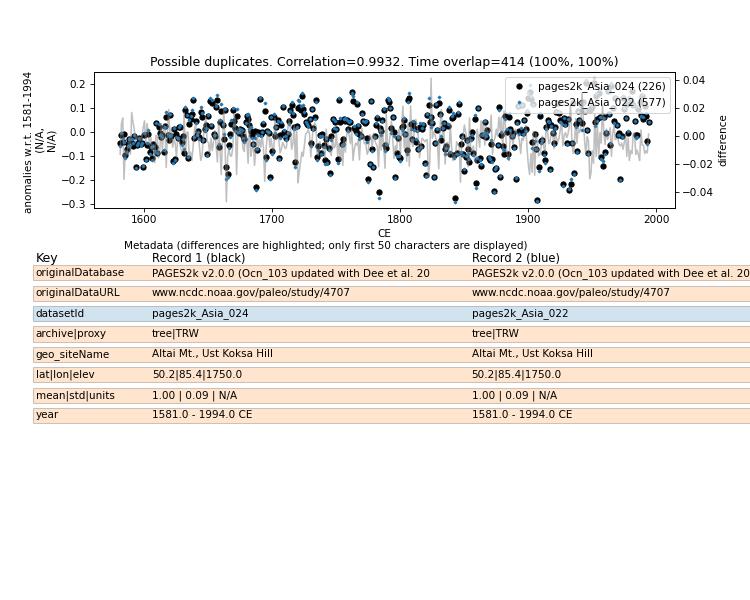 Possible duplicates. Correlation=0.9932. Time overlap=414 (100%, 100%)
anomalies w.r.t. 1581-1994
(N/A,
N/A)
0.2
0.1
0.0
−0.1
−0.2
−0.3
pages2k_Asia_024 (226)
pages2k_Asia_022 (577)
0.04
0.02
0.00
−0.02
−0.04
difference
1600 1700 1800 1900 2000
CE
Metadata (differences are highlighted; only first 50 characters are displayed)
Key Record 1 (black) Record 2 (blue)
originalDatabase PAGES2k v2.0.0 (Ocn_103 updated with Dee et al. 20 PAGES2k v2.0.0 (Ocn_103 updated with Dee et al. 20
originalDataURL www.ncdc.noaa.gov/paleo/study/4707 www.ncdc.noaa.gov/paleo/study/4707
datasetId pages2k_Asia_024 pages2k_Asia_022
archive|proxy tree|TRW tree|TRW
geo_siteName Altai Mt., Ust Koksa Hill Altai Mt., Ust Koksa Hill
lat|lon|elev 50.2|85.4|1750.0 50.2|85.4|1750.0
mean|std|units 1.00 | 0.09 | N/A 1.00 | 0.09 | N/A
year 1581.0 - 1994.0 CE 1581.0 - 1994.0 CE